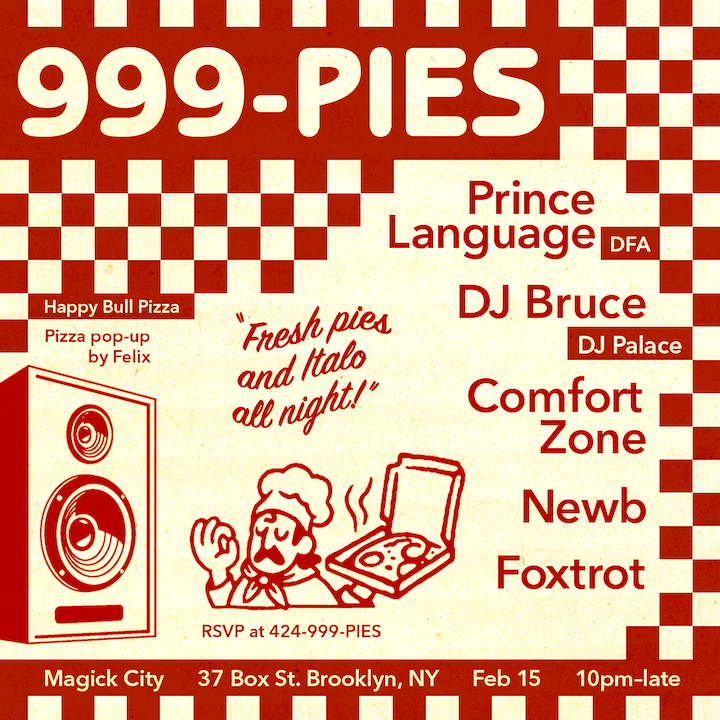 999-PIES
Prince
Language
DFA
DJ Bruce
DJ Palace
Comfort
Zone
Newb
Foxtrot
Happy Bull Pizza
Pizza pop-up
by Felix
"Fresh pies
and Italo
all night!"
RSVP at 424-999-PIES
Magick City 37 Box St. Brooklyn, NY Feb 15 10pm–late